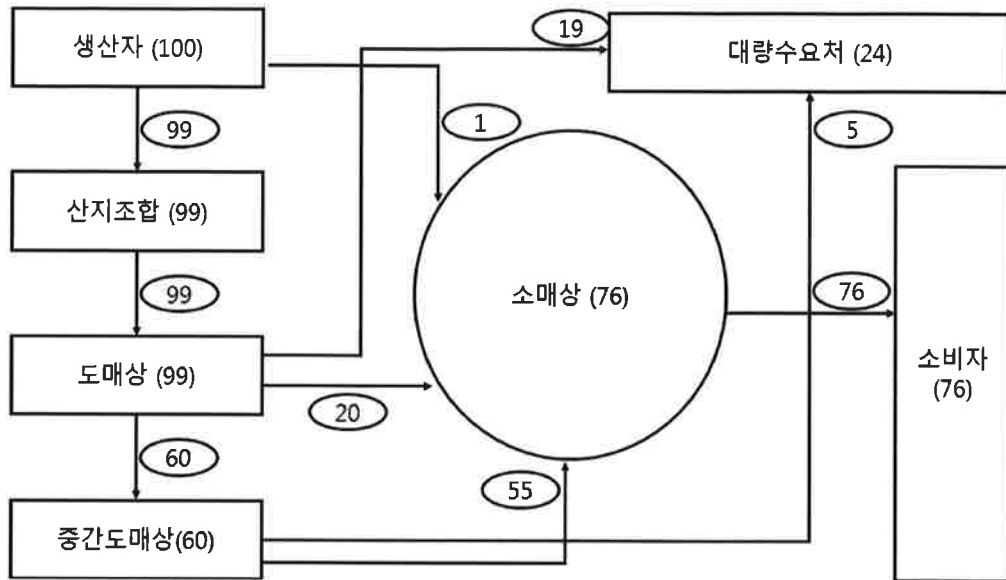 생산자 (100)
19
대량수요처 (24)
99
1
5
산지조합 (99)
99
소매상 (76)
76
도매상 (99)
20
소비자
(76)
60
55
중간도매상(60)